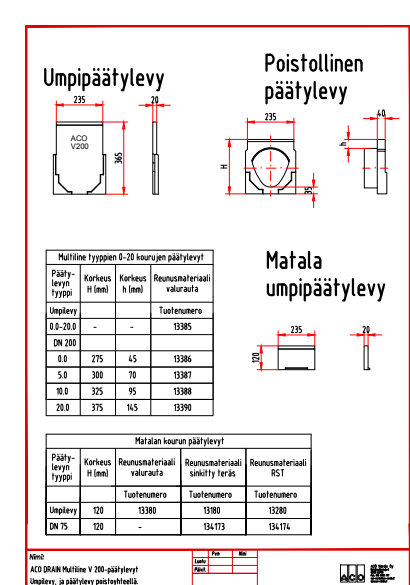 Umpipäätylevy
Poistollinen
päätylevy
235
20
ACO
V200
365
235
40
H
h
35
Multiline tyyppien 0-20 kourujen päätylevyt
Pääty-
levyn
tyyppi
Korkeus
H (mm)
Korkeus
h (mm)
Reunusmateriaali
valurauta
Umpilevy Tuotenumero
0.0-20.0 - - 13385
DN 200
0.0 275 45 13386
5.0 300 70 13387
10.0 325 95 13388
20.0 375 145 13390
Matala
umpipäätylevy
235
20
120
Matalan kourun päätylevyt
Pääty-
levyn
tyyppi
Korkeus
H (mm)
Reunusmateriaali
valurauta
Reunusmateriaali
sinkitty teräs
Reunusmateriaali
RST
Tuotenumero Tuotenumero Tuotenumero
Umpilevy 120 13380 13180 13280
DN 75 120 - 134173 134174
Nimi:
ACO DRAIN Multiline V 200-päätylevyt
Umpilevy, ja päätylevy poistoyhteellä.
Pvm Nimi
Laatu
Päivit.
ACO